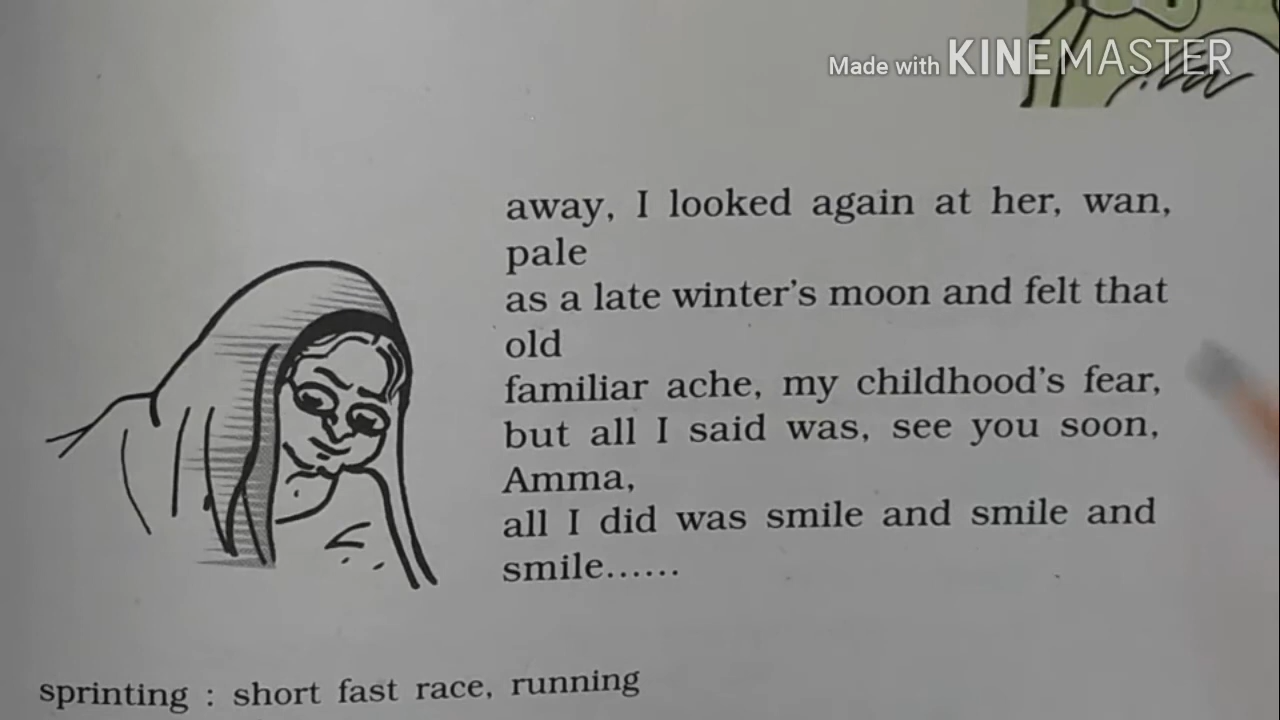 Made with KINEMASTER
away, I looked again at her, wan,
pale
as a late winter's moon and felt that
old
familiar ache, my childhood's fear,
but all I said was, see you soon,
Amma,
all I did was smile and smile and
smile......
sprinting : short fast race, running